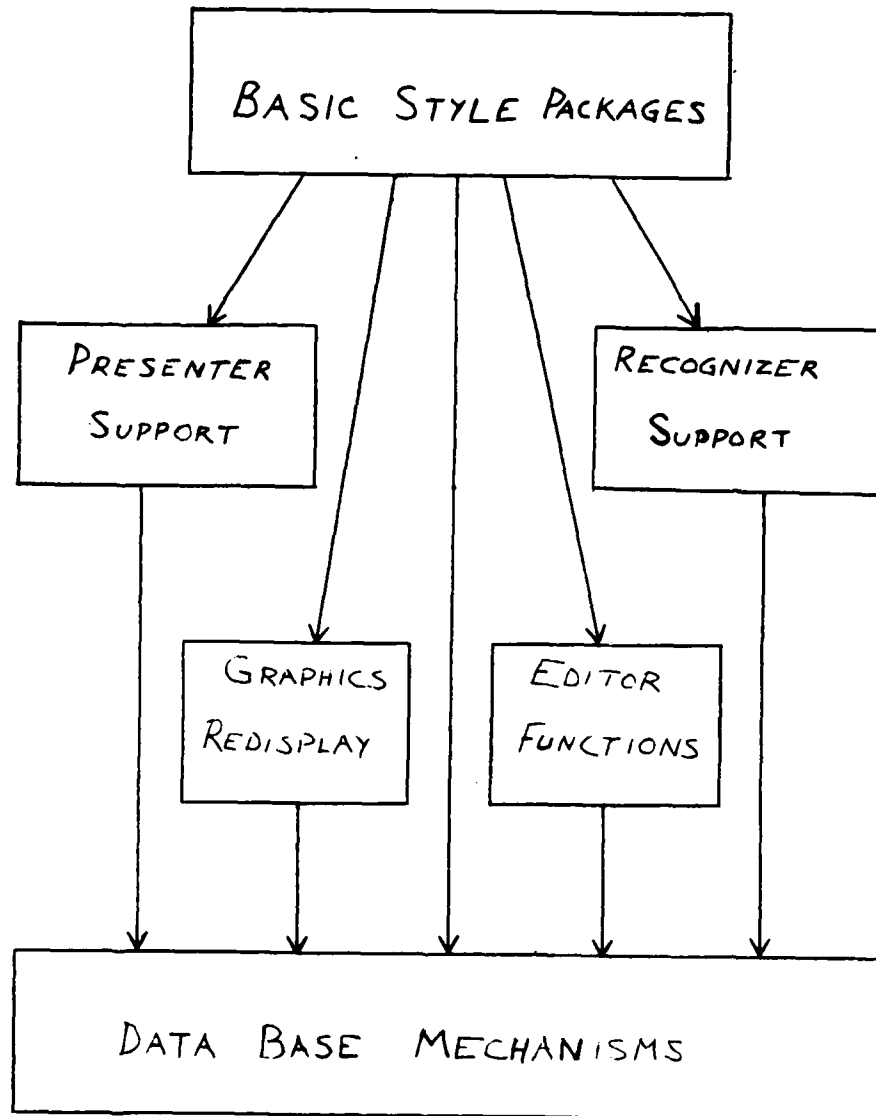 BASIC STYLE PACKAGES
PRESENTER
SUPPORT
RECOGNIZER
SUPPORT
GRAPHICS
REDISPLAY
EDITOR
FUNCTIONS
DATA BASE MECHANISMS